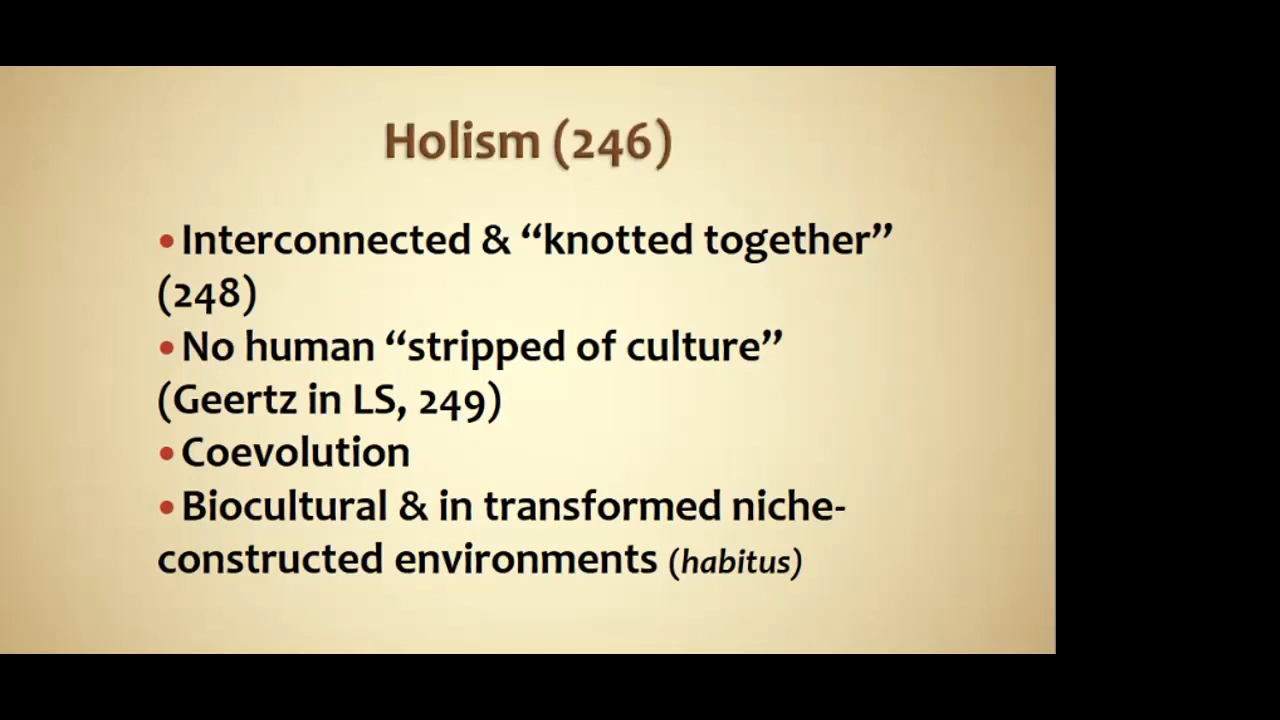 Holism (246)
•Interconnected & “knotted together”
(248)
•No human “stripped of culture”
(Geertz in LS, 249)
•Coevolution
•Biocultural & in transformed niche-
constructed environments (habitus)